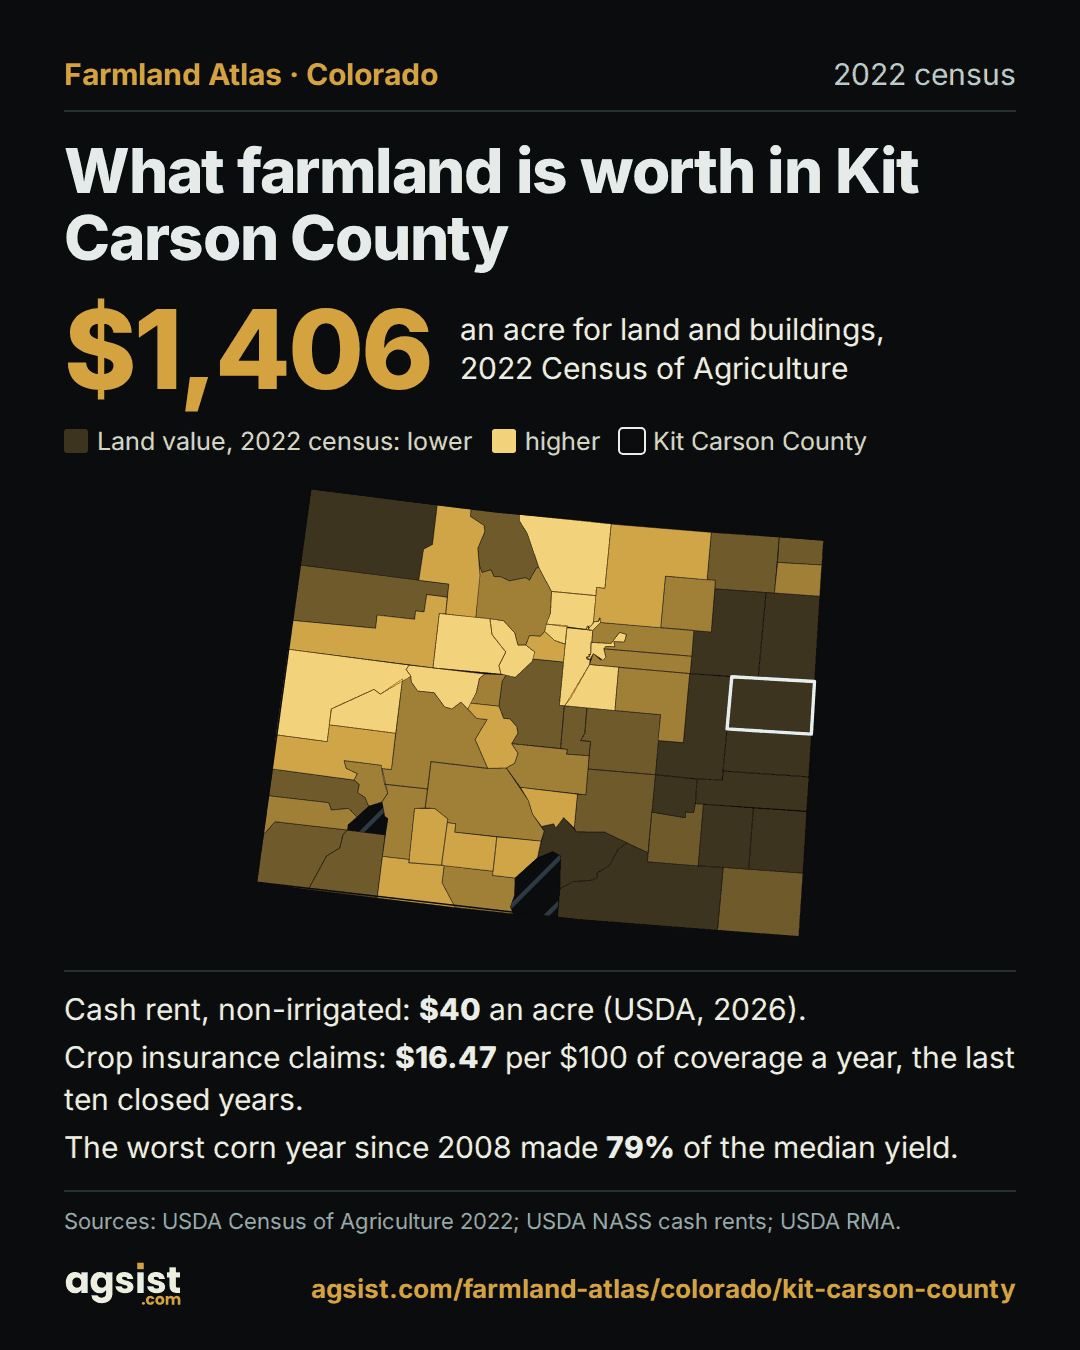 Farmland Atlas · Colorado
2022 census
What farmland is worth in Kit
Carson County
$1,406
an acre for land and buildings,
2022 Census of Agriculture
Land value, 2022 census: lower
higher
Kit Carson County
Cash rent, non-irrigated: $40 an acre (USDA, 2026).
Crop insurance claims: $16.47 per $100 of coverage a year, the last
ten closed years.
The worst corn year since 2008 made 79% of the median yield.
Sources: USDA Census of Agriculture 2022; USDA NASS cash rents; USDA RMA.
agsist
.com
agsist.com/farmland-atlas/colorado/kit-carson-county